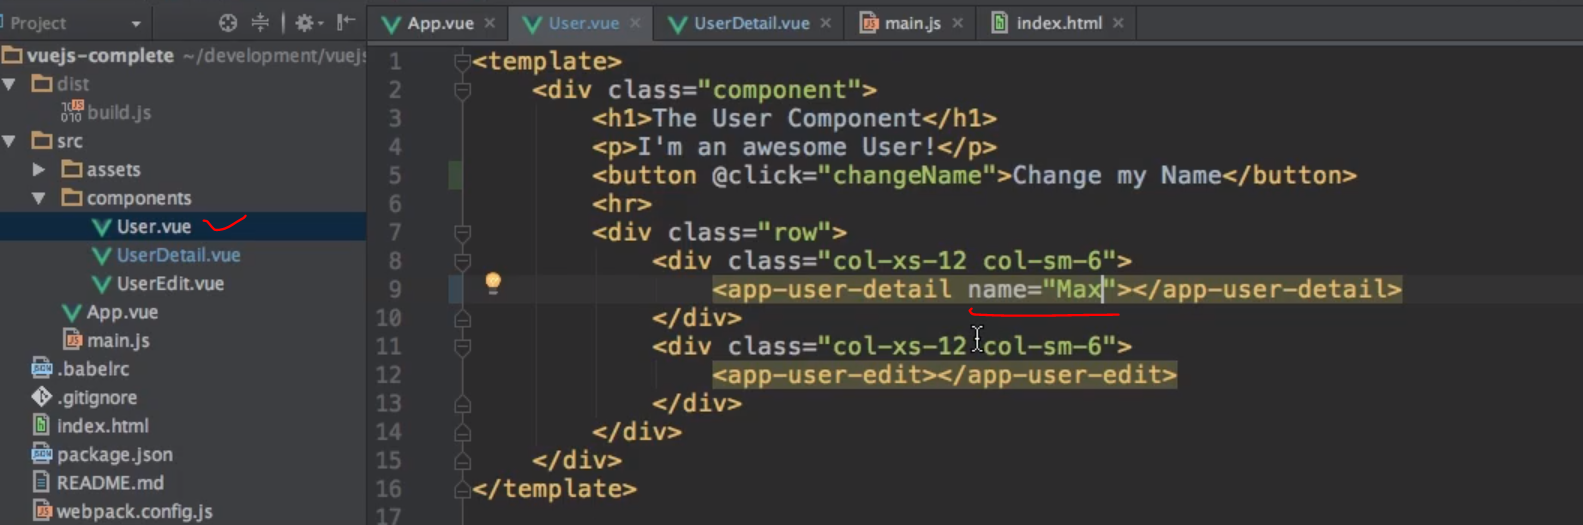 Project
App.vue
User.vue
UserDetail.vue
main.js
index.html
vuejs-complete ~/development/vuejs
dist
build.js
src
assets
components
User.vue
UserDetail.vue
UserEdit.vue
App.vue
main.js
.babelrc
.gitignore
index.html
package.json
README.md
webpack.config.js
1 <template>
2 <div class="component">
3 <h1>The User Component</h1>
4 <p>I'm an awesome User!</p>
5 <button @click="changeName">Change my Name</button>
6 <hr>
7 <div class="row">
8 <div class="col-xs-12 col-sm-6">
9 <app-user-detail name="Max"></app-user-detail>
10 </div>
11 <div class="col-xs-12 col-sm-6">
12 <app-user-edit></app-user-edit>
13 </div>
14 </div>
15 </div>
16 </template>
17